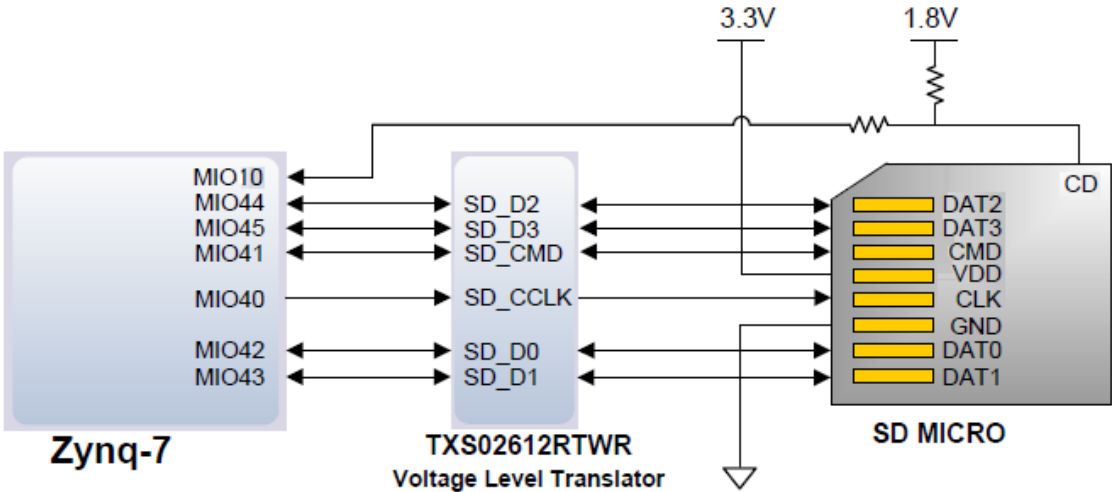 3.3V
1.8V
MIO10
MIO44
MIO45
MIO41
MIO40
MIO42
MIO43
Zynq-7
SD_D2
SD_D3
SD_CMD
SD_CCLK
SD_D0
SD_D1
TXS02612RTWR
Voltage Level Translator
CD
DAT2
DAT3
CMD
VDD
CLK
GND
DAT0
DAT1
SD MICRO